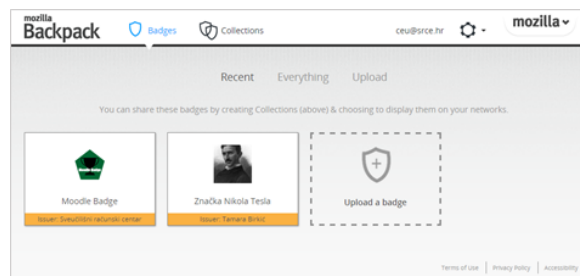 mozilla
Backpack
Badges
Collections
ceu@srce.hr
mozilla
Recent
Everything
Upload
You can share these badges by creating Collections (above) & choosing to display them on your networks.
Moodle Badge
Issuer: Sveučilišni računski centar
Značka Nikola Tesla
Issuer: Tamara Birkić
Upload a badge
Terms of Use
Privacy Policy
Accessibility